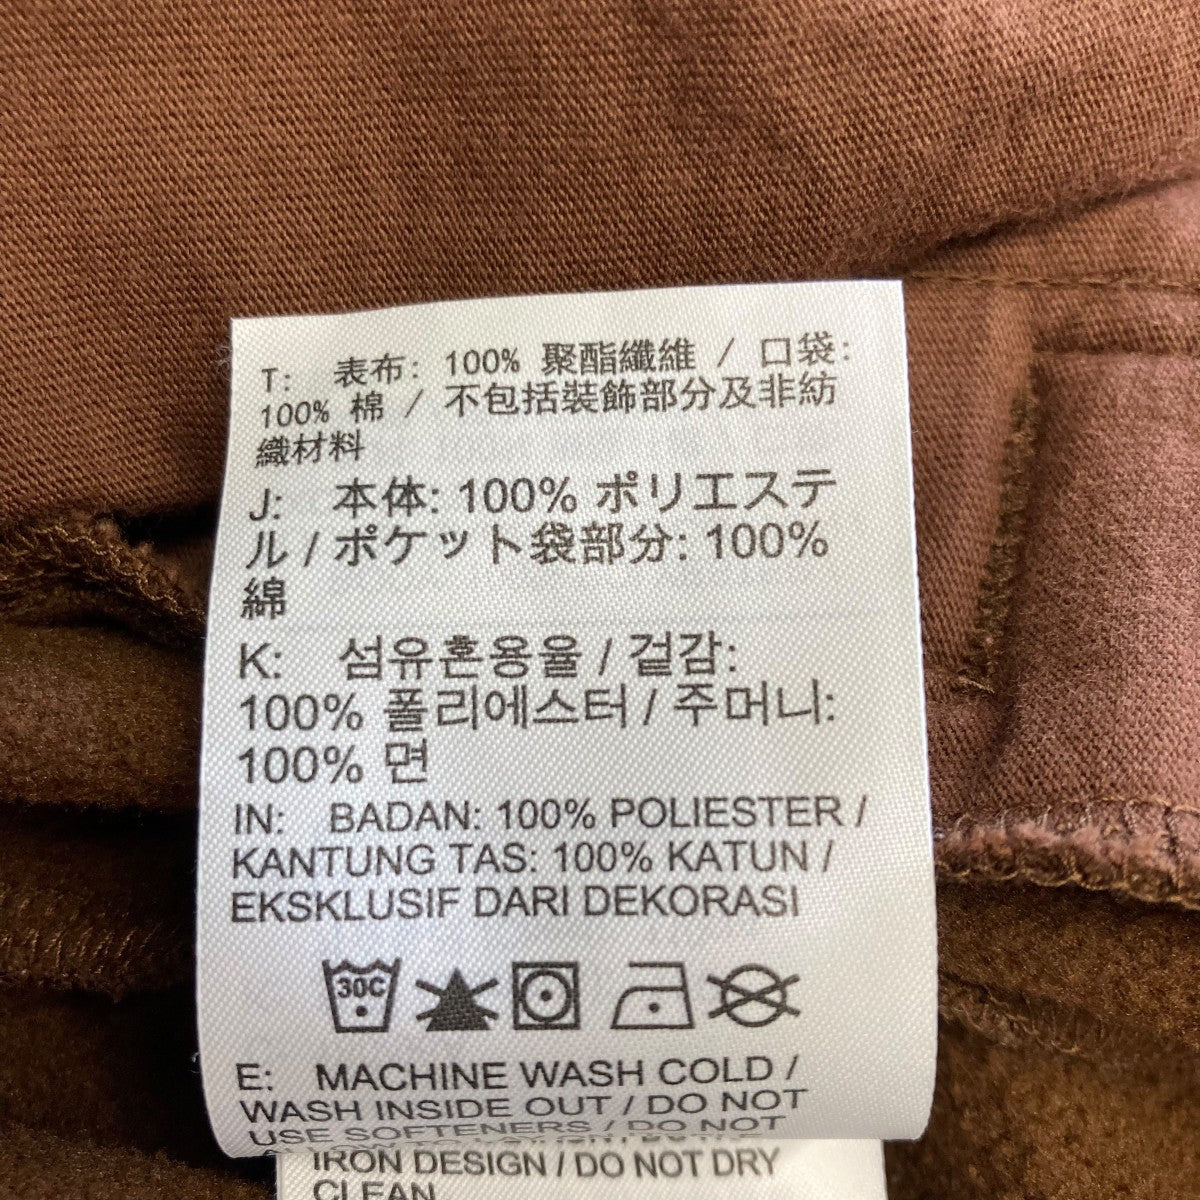 T: 表布: 100% 聚酯纖維 / 口袋:
100% 棉 / 不包括裝飾部分及非紡
織材料
J: 本体: 100% ポリエステ
ル / ポケット袋部分: 100%
綿
K: 섬유혼용율 / 겉감:
100% 폴리에스터 / 주머니:
100% 면
IN: BADAN: 100% POLIESTER /
KANTUNG TAS: 100% KATUN /
EKSKLUSIF DARI DEKORASI
30C
E: MACHINE WASH COLD /
WASH INSIDE OUT / DO NOT
USE SOFTENERS / DO NOT
IRON DESIGN / DO NOT DRY
CLEAN